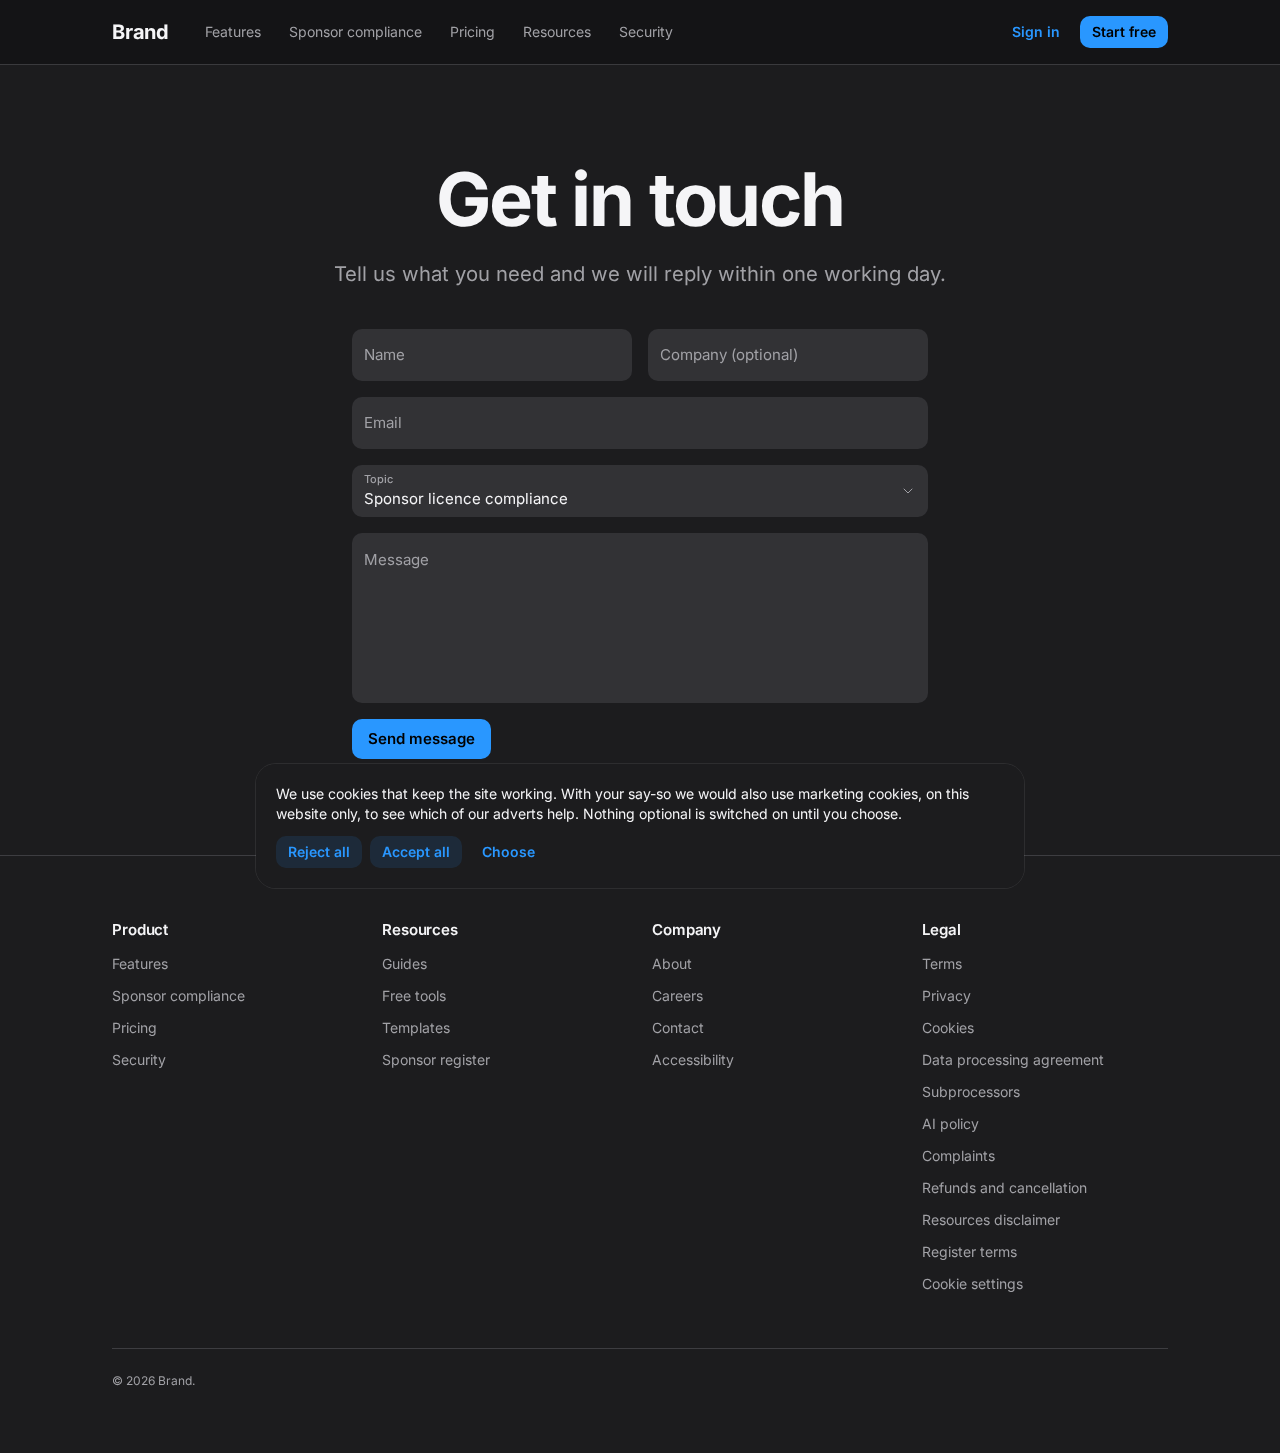 Brand
Features
Sponsor compliance
Pricing
Resources
Security
Sign in
Start free
Get in touch
Tell us what you need and we will reply within one working day.
Name
Company (optional)
Email
Topic
Sponsor licence compliance
Message
Send message
We use cookies that keep the site working. With your say-so we would also use marketing cookies, on this
website only, to see which of our adverts help. Nothing optional is switched on until you choose.
Reject all
Accept all
Choose
Product
Features
Sponsor compliance
Pricing
Security
Resources
Guides
Free tools
Templates
Sponsor register
Company
About
Careers
Contact
Accessibility
Legal
Terms
Privacy
Cookies
Data processing agreement
Subprocessors
AI policy
Complaints
Refunds and cancellation
Resources disclaimer
Register terms
Cookie settings
© 2026 Brand.